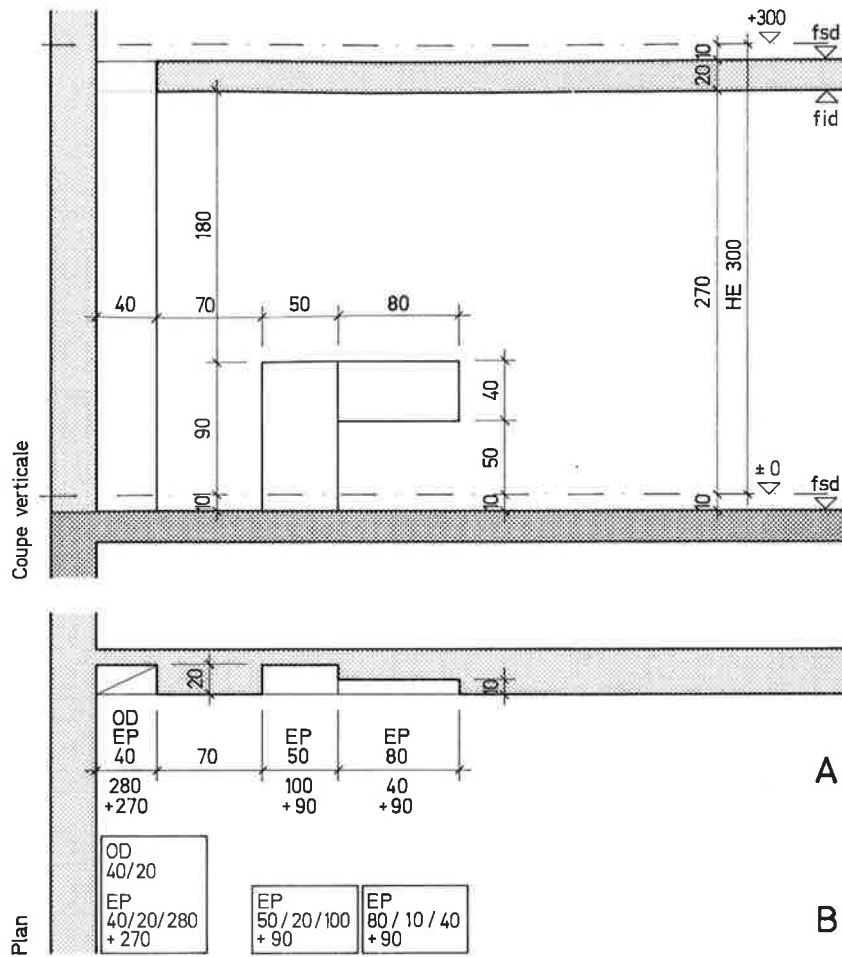 +300
fsd
10
20
fid
180
270
HE 300
40
70
50
80
40
90
50
± 0
10
10
10
fsd
Coupe verticale
20
10
OD
EP
40
70
EP
50
EP
80
A
280
+270
100
+90
40
+90
OD
40/20
EP
40/20/280
+ 270
EP
50/20/100
+ 90
EP
80/10/40
+ 90
B
Plan